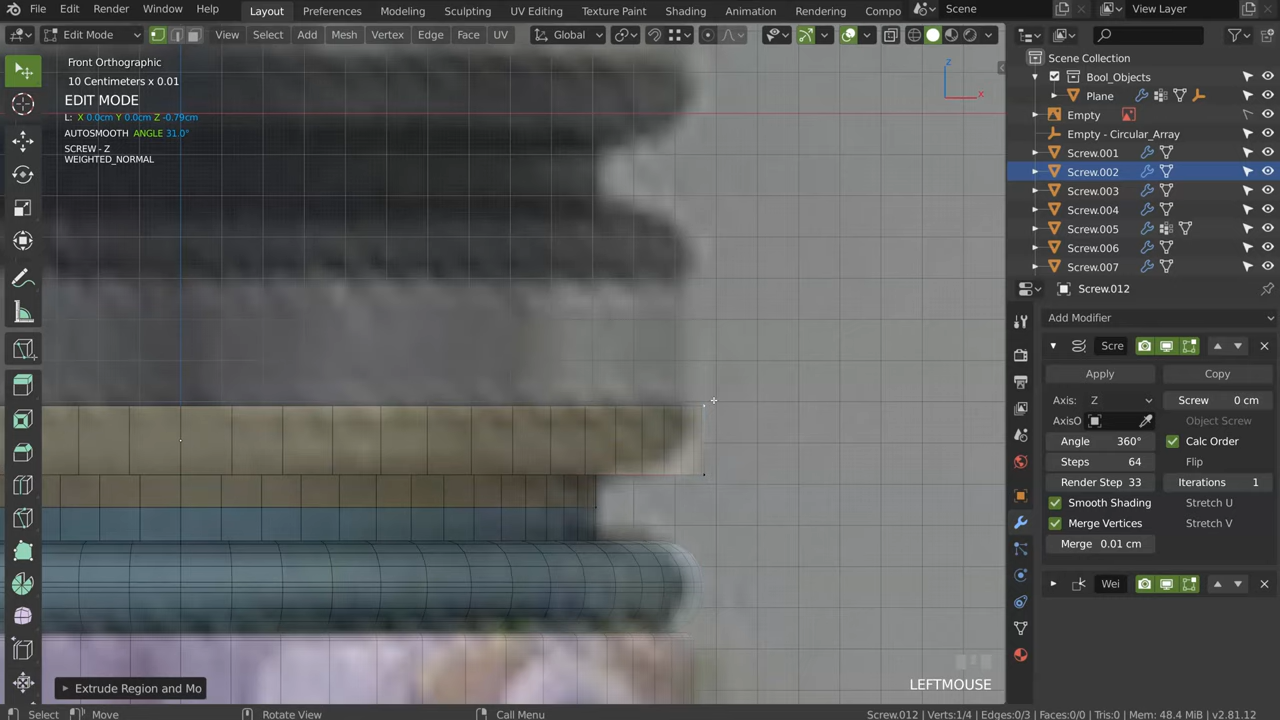 File Edit Render Window Help Layout Preferences Modeling Sculpting UV Editing Texture Paint Shading Animation Rendering Compo Scene View Layer
Edit Mode View Select Add Mesh Vertex Edge Face UV Global
Front Orthographic
10 Centimeters x 0.01
EDIT MODE
L: X 0.0cm Y 0.0cm Z -0.79cm
AUTOSMOOTH ANGLE 31.0°
SCREW - Z
WEIGHTED_NORMAL
z
x
Scene Collection
Bool_Objects
Plane
Empty
Empty - Circular_Array
Screw.001
Screw.002
Screw.003
Screw.004
Screw.005
Screw.006
Screw.007
Screw.012
Add Modifier
Scre
Apply Copy
Axis: Z Screw 0 cm
AxisO Object Screw
Angle 360° Calc Order
Steps 64 Flip
Render Step 33 Iterations 1
Smooth Shading Stretch U
Merge Vertices Stretch V
Merge 0.01 cm
Wei
Extrude Region and Mo
LEFTMOUSE
Select Move Rotate View Call Menu Screw.012 | Verts:1/4 | Edges:0/3 | Faces:0/0 | Tris:0 | Mem: 48.4 MiB | v2.81.12